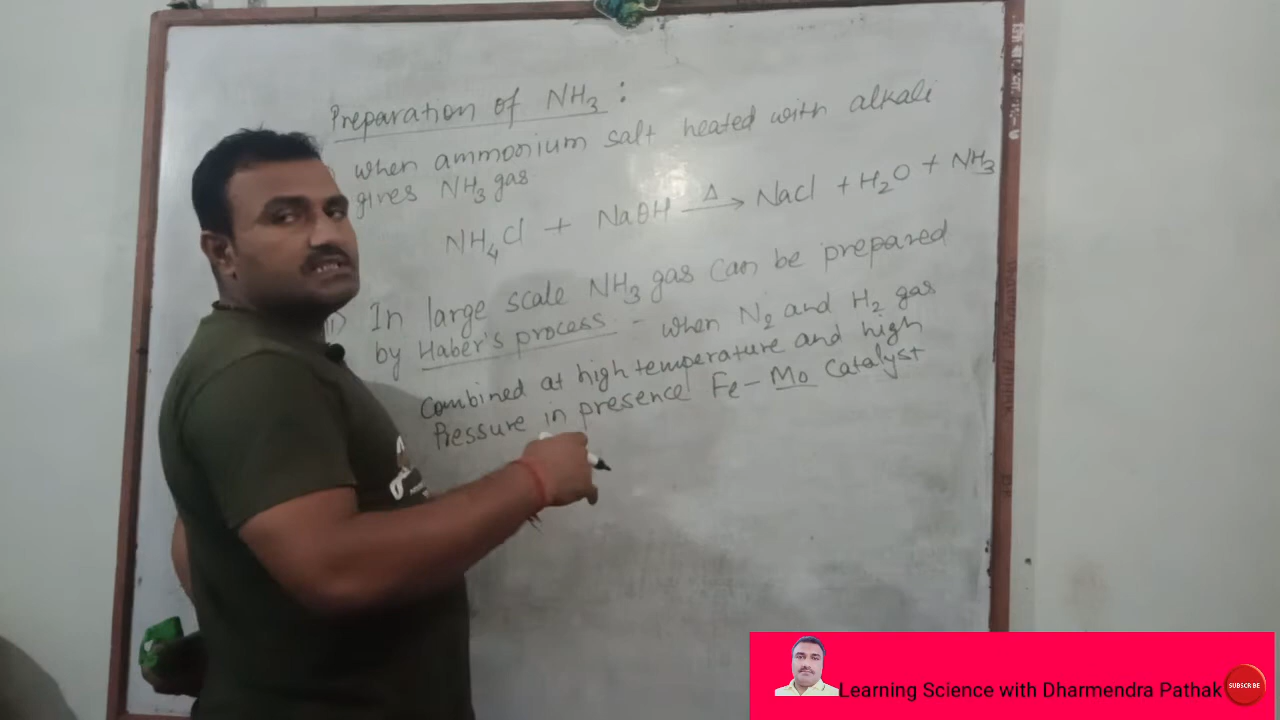 Preparation of NH3 :
) when ammonium salt heated with alkali
gives NH3 gas
NH4Cl + NaOH Δ→ Nacl + H2O + NH3
ii) In large scale NH3 gas can be prepared
by Haber's process - when N2 and H2 gas
Combined at high temperature and high
Pressure in presence Fe - Mo Catalyst
Learning Science with Dharmendra Pathak
SUBSCRIBE